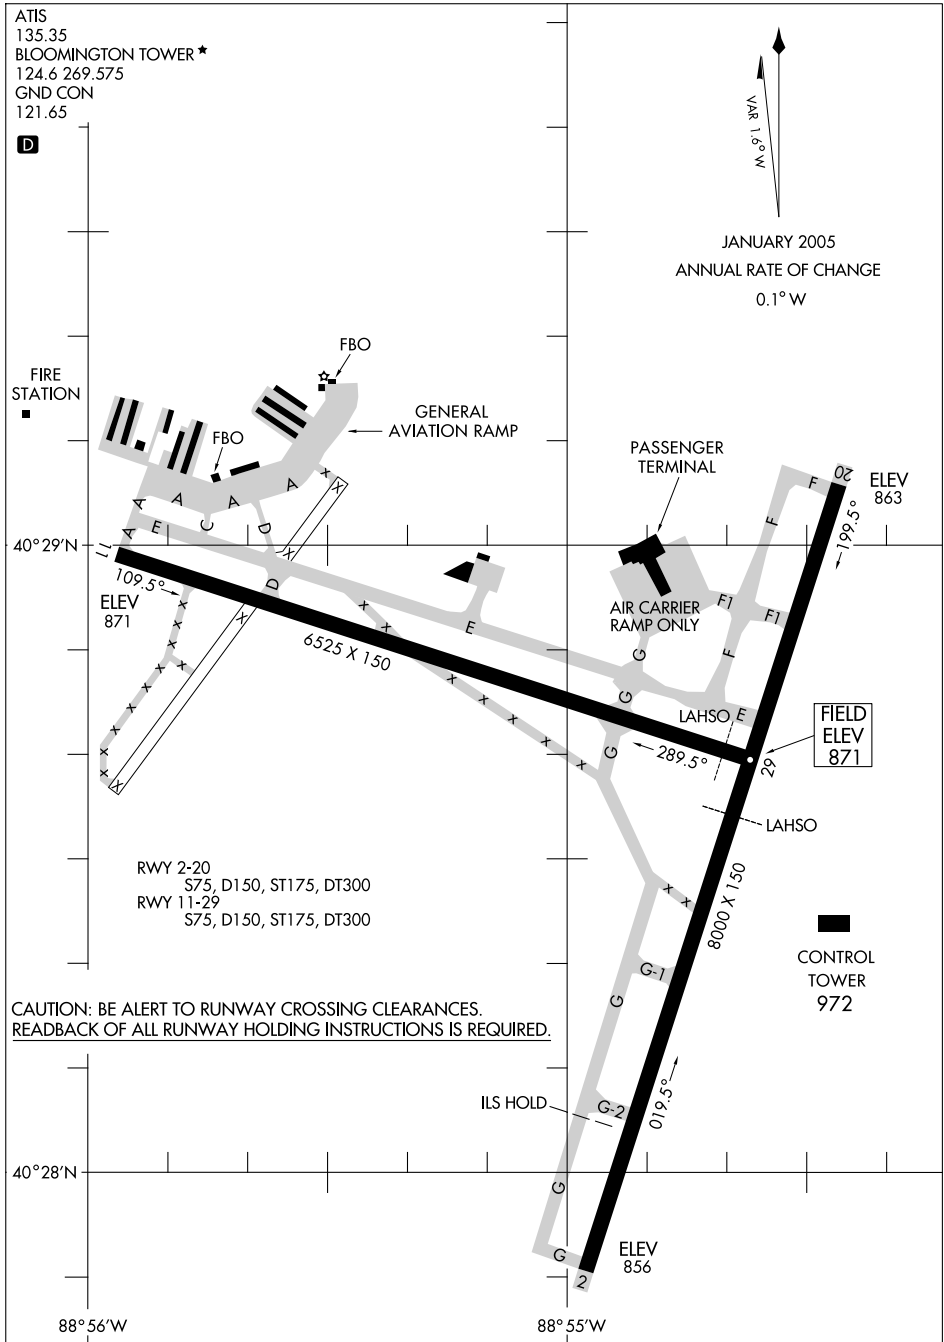 ATIS
135.35
BLOOMINGTON TOWER★
124.6 269.575
GND CON
121.65
D
VAR 1.6° W
JANUARY 2005
ANNUAL RATE OF CHANGE
0.1° W
FBO
FIRE
STATION
GENERAL
AVIATION RAMP
FBO
PASSENGER
TERMINAL
20
ELEV
863
F
F
A
A
A
A
A
A
E
C
D
D
X
X
X
X
X
40°29'N
11
109.5°
ELEV
871
199.5°
AIR CARRIER
RAMP ONLY
F1
F1
F
E
6525 X 150
G
G
G
LAHSO
E
289.5°
29
FIELD
ELEV
871
LAHSO
8000 X 150
RWY 2-20
S75, D150, ST175, DT300
RWY 11-29
S75, D150, ST175, DT300
CONTROL
TOWER
972
G-1
G
CAUTION: BE ALERT TO RUNWAY CROSSING CLEARANCES.
READBACK OF ALL RUNWAY HOLDING INSTRUCTIONS IS REQUIRED.
ILS HOLD
G-2
019.5°
40°28'N
G
G
ELEV
856
2
88°56'W
88°55'W